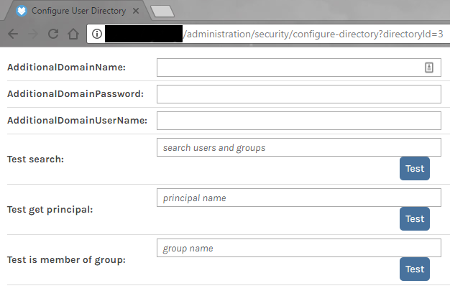 Configure User Directory
/administration/security/configure-directory?directoryId=3
AdditionalDomainName:
AdditionalDomainPassword:
AdditionalDomainUserName:
Test search:
search users and groups
Test
Test get principal:
principal name
Test
Test is member of group:
group name
Test